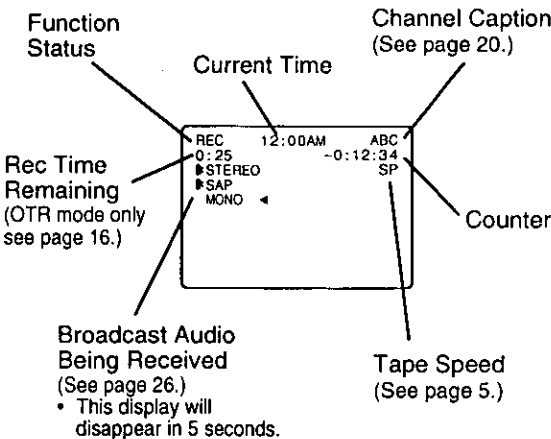 Function
Status
Current Time
Channel Caption
(See page 20.)
REC 12:00AM ABC
0:25 -0:12:34
▶STEREO SP
▶SAP
MONO ◀
Rec Time
Remaining
(OTR mode only
see page 16.)
Counter
Broadcast Audio
Being Received
(See page 26.)
• This display will
disappear in 5 seconds.
Tape Speed
(See page 5.)